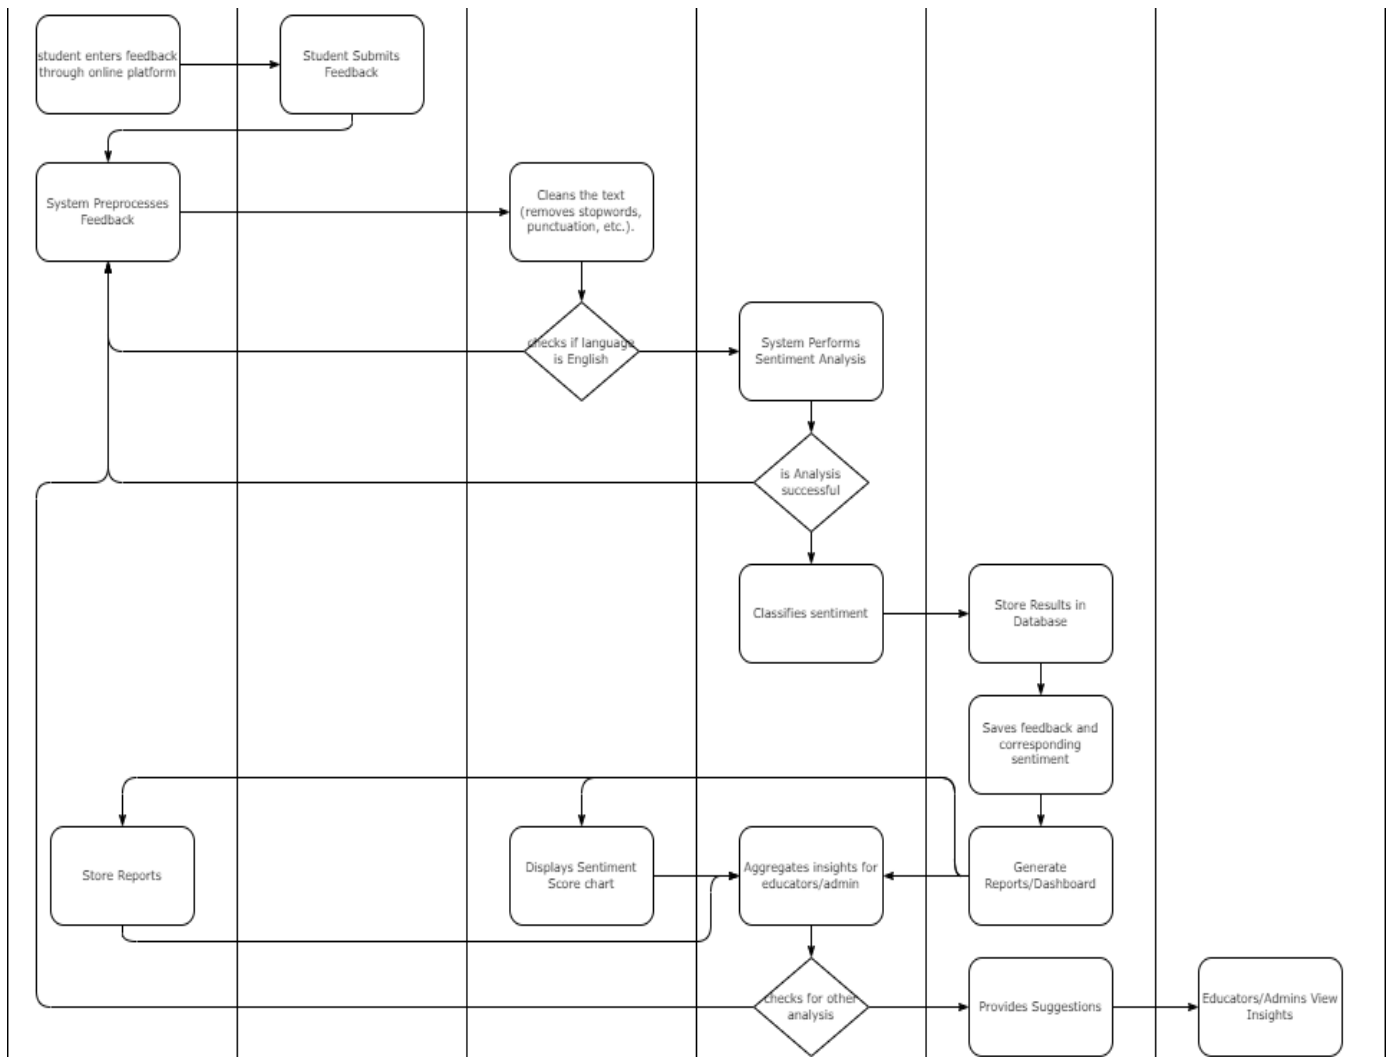 student enters feedback
through online platform
Student Submits
Feedback
System Preprocesses
Feedback
Cleans the text
(removes stopwords,
punctuation, etc.).
checks if language
is English
System Performs
Sentiment Analysis
is Analysis
successful
Classifies sentiment
Store Results in
Database
Saves feedback and
corresponding
sentiment
Store Reports
Displays Sentiment
Score chart
Aggregates insights for
educators/admin
Generate
Reports/Dashboard
checks for other
analysis
Provides Suggestions
Educators/Admins View
Insights